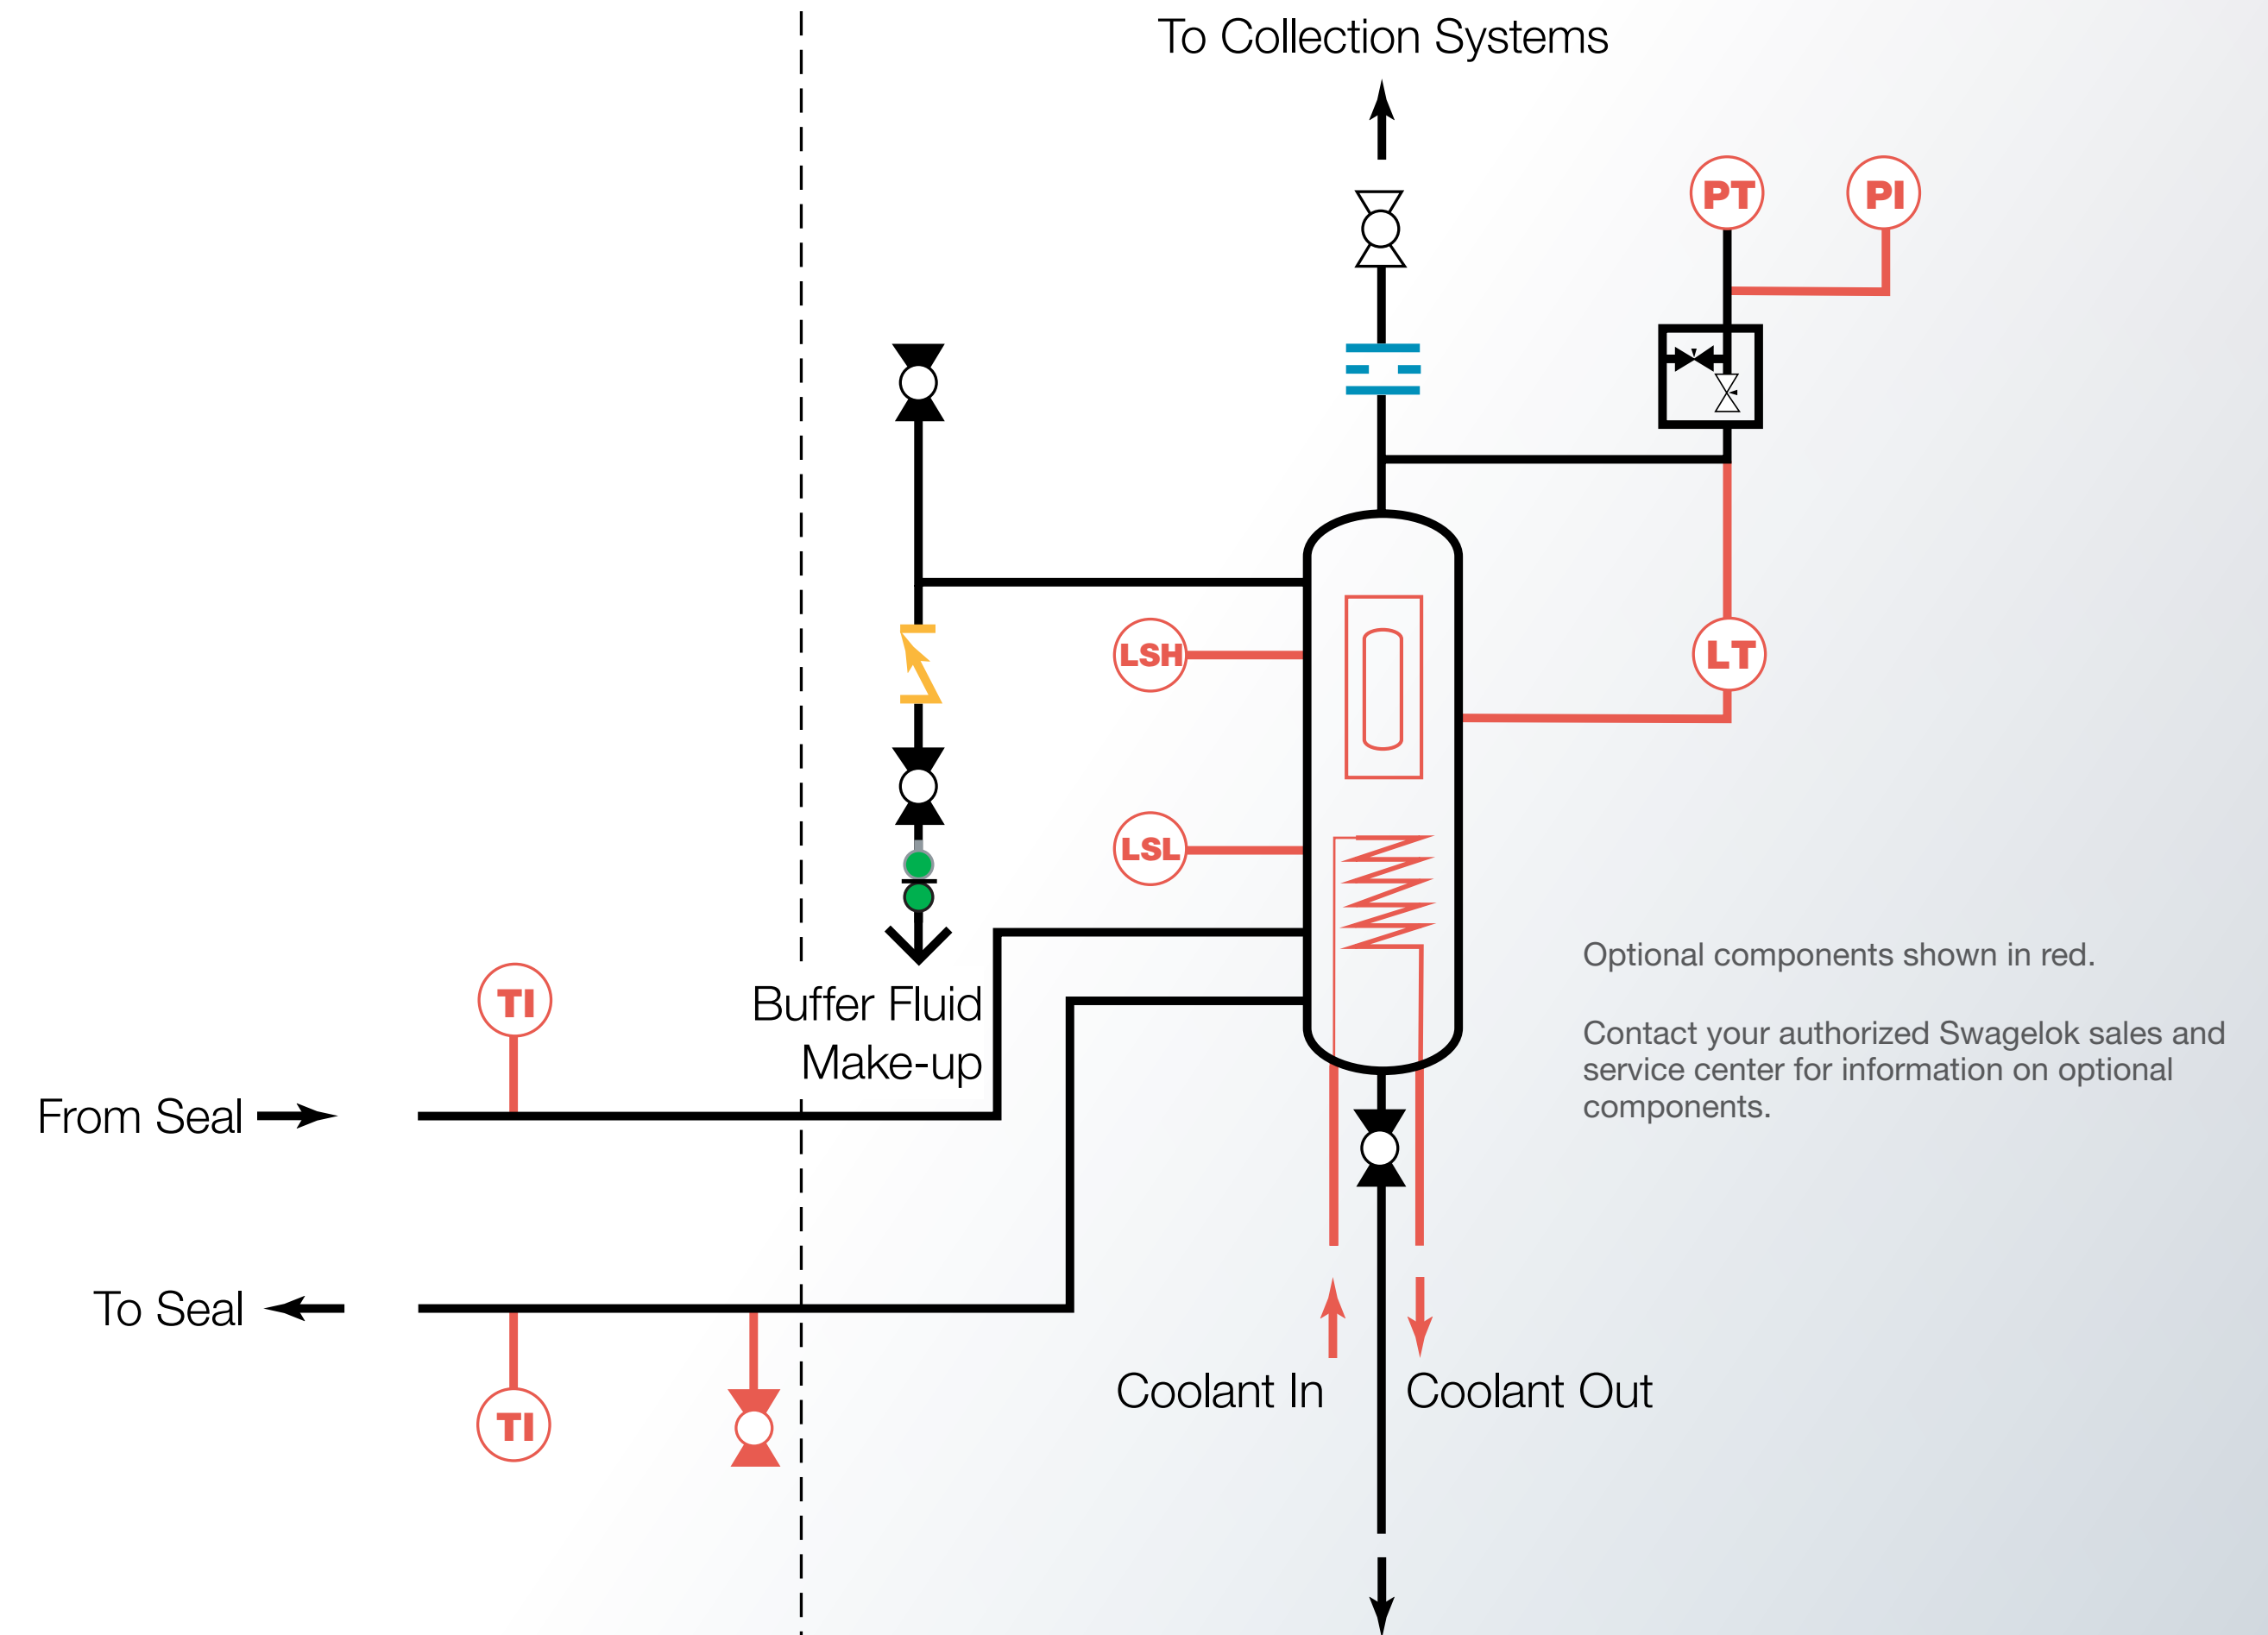 To Collection Systems
PT
PI
LSH
LT
LSL
Optional components shown in red.
TI
Buffer Fluid
Make-up
Contact your authorized Swagelok sales and
service center for information on optional
components.
From Seal
To Seal
Coolant In
Coolant Out
TI